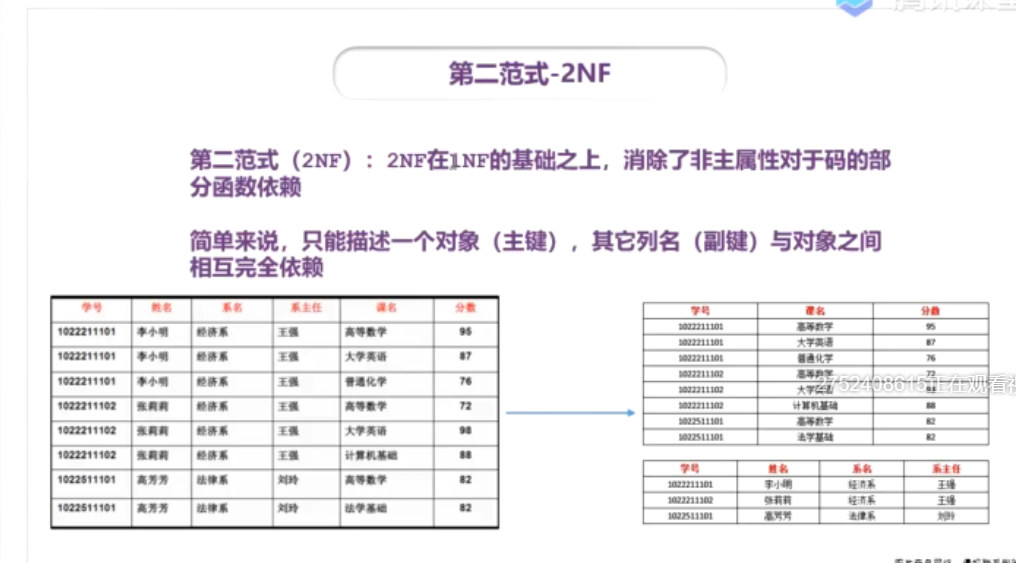 第二范式-2NF
第二范式（2NF）：2NF在1NF的基础之上，消除了非主属性对于码的部
分函数依赖
简单来说，只能描述一个对象（主键），其它列名（副键）与对象之间
相互完全依赖
学号 姓名 系名 系主任 课名 分数
1022211101 李小明 经济系 王强 高等数学 95
1022211101 李小明 经济系 王强 大学英语 87
1022211101 李小明 经济系 王强 普通化学 76
1022211102 张莉莉 经济系 王强 高等数学 72
1022211102 张莉莉 经济系 王强 大学英语 98
1022211102 张莉莉 经济系 王强 计算机基础 88
1022511101 高芳芳 法律系 刘玲 高等数学 82
1022511101 高芳芳 法律系 刘玲 法学基础 82
学号 课名 分数
1022211101 高等数学 95
1022211101 大学英语 87
1022211101 普通化学 76
1022211102 高等数学 72
2752408615正在观看视
1022211102 大学英语
1022211102 计算机基础 88
1022511101 高等数学 82
1022511101 法学基础 82
学号 姓名 系名 系主任
1022211101 李小明 经济系 王强
1022211102 张莉莉 经济系 王强
1022511101 高芳芳 法律系 刘玲